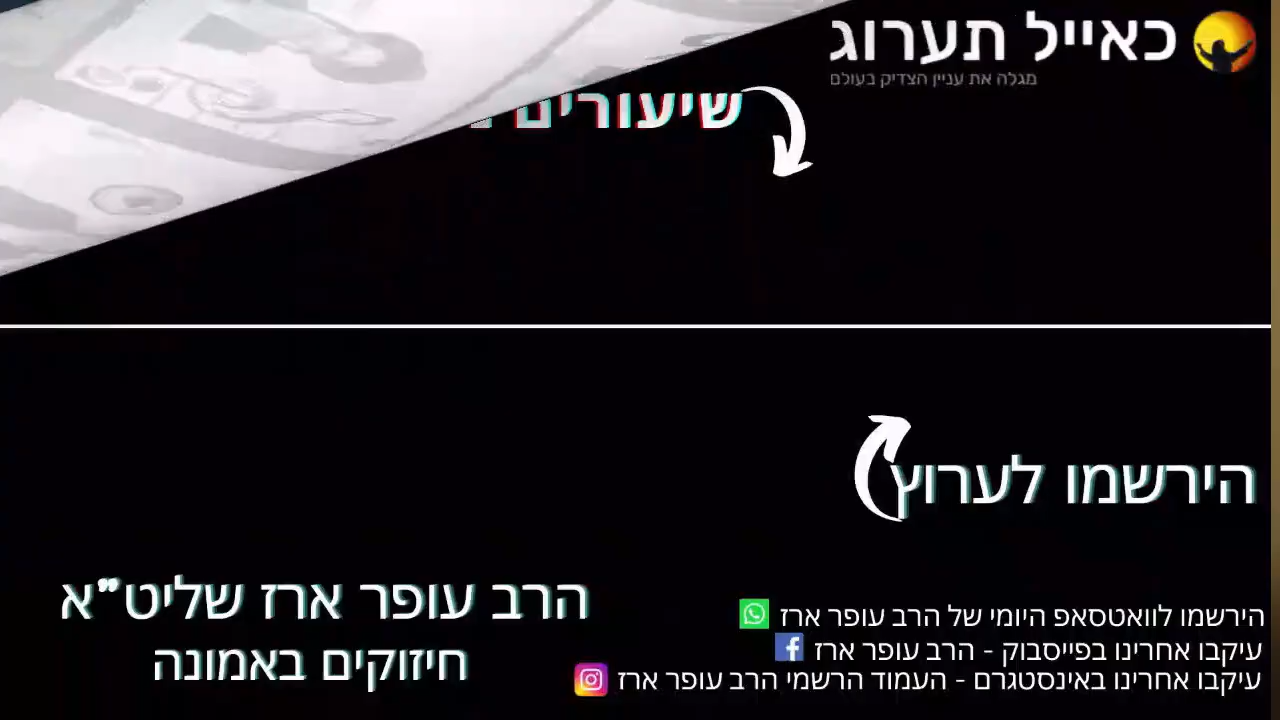 כאייל תערוג
מגלה את עניין הצדיק בעולם
שיעורים
הירשמו לערוץ
הרב עופר ארז שליט"א
חיזוקים באמונה
הירשמו לוואטסאפ היומי של הרב עופר ארז
עיקבו אחרינו בפייסבוק - הרב עופר ארז
עיקבו אחרינו באינסטגרם - העמוד הרשמי הרב עופר ארז